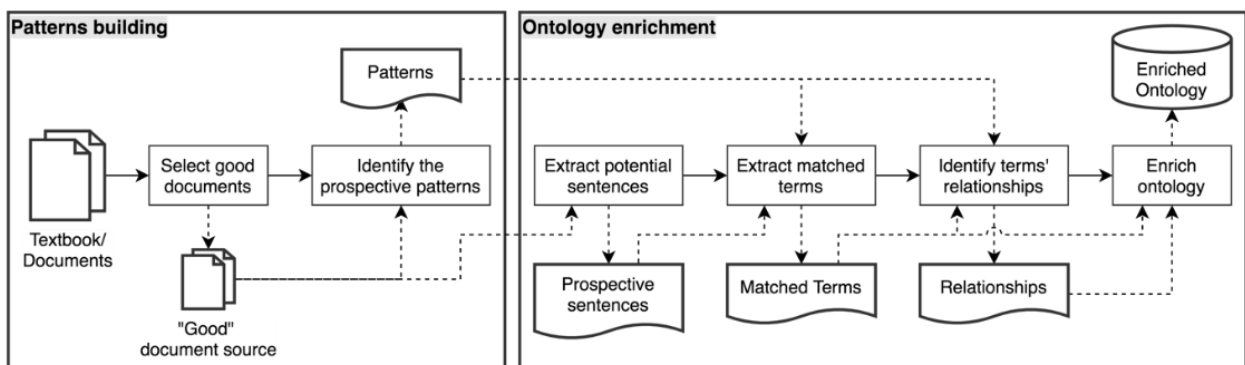 Patterns building
Patterns
Select good
documents
Identify the
prospective patterns
Textbook/
Documents
"Good"
document source
Ontology enrichment
Enriched
Ontology
Extract potential
sentences
Extract matched
terms
Identify terms'
relationships
Enrich
ontology
Prospective
sentences
Matched Terms
Relationships